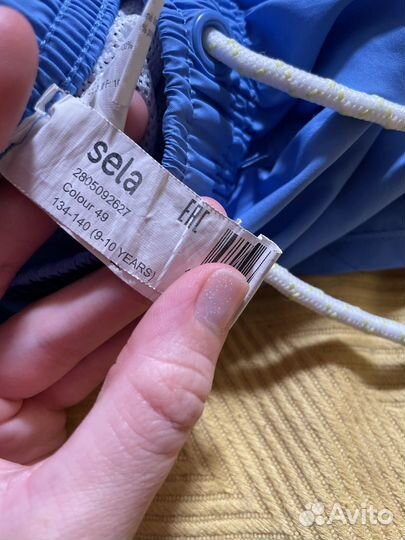 sela
2805092627
Colour 49
134-140 (9-10 YEARS)
EAC
Avito